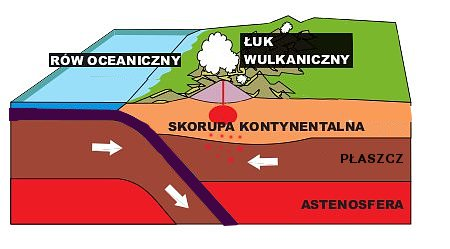 RÓW OCEANICZNY
ŁUK
WULKANICZNY
SKORUPA KONTYNENTALNA
PŁASZCZ
ASTENOSFERA